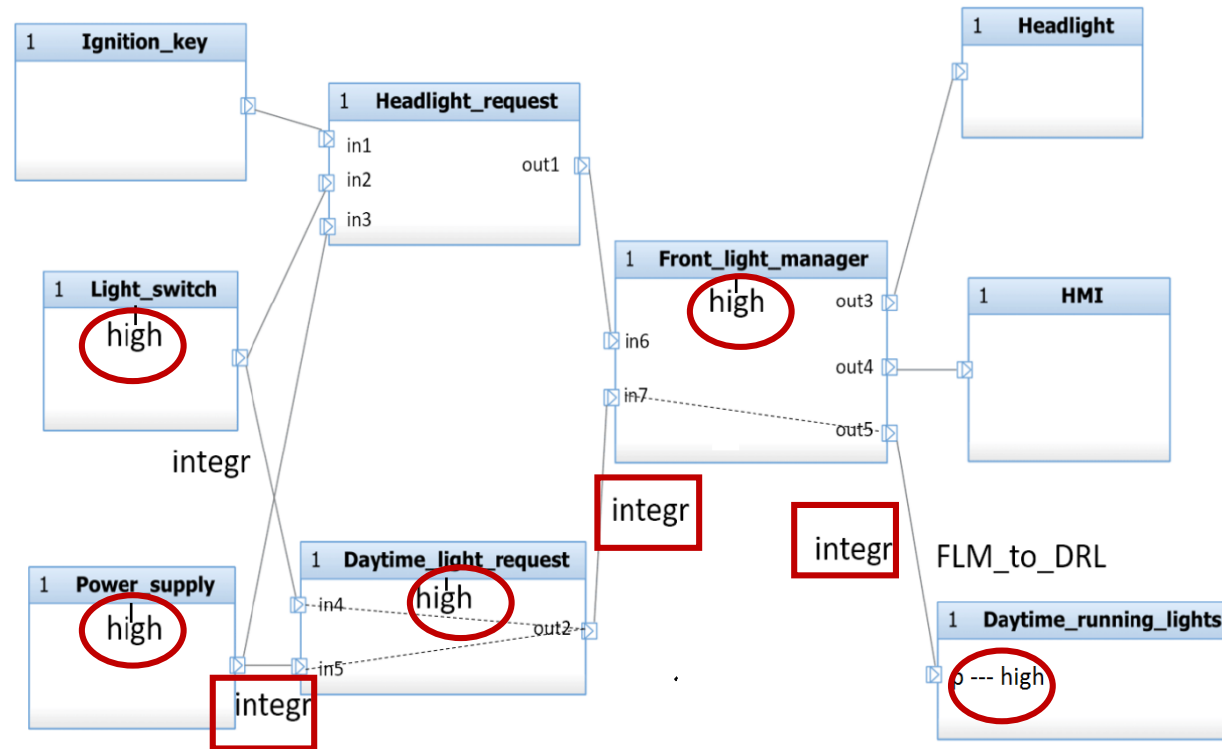 1 Ignition_key
1 Headlight_request
in1
in2
in3
out1
1 Headlight
1 Light_switch
high
1 Front_light_manager
high
in6
in7
out3
out4
out5
1 HMI
integr
integr
integr
FLM_to_DRL
1 Power_supply
high
integr
1 Daytime_light_request
high
in4
in5
out2
1 Daytime_running_lights
p --- high